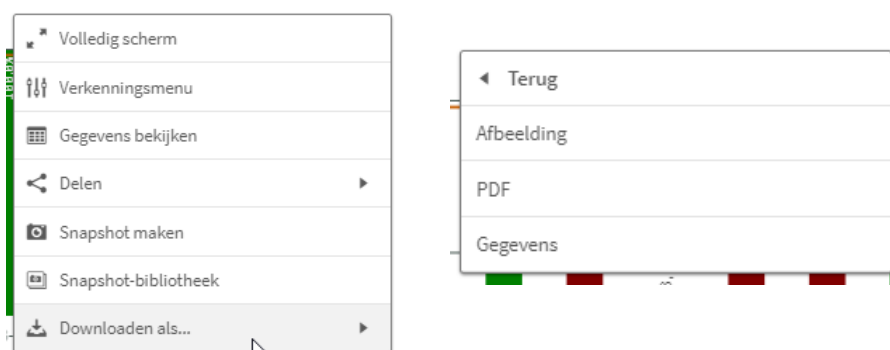 Volledig scherm
Verkenningsmenu
Gegevens bekijken
Delen
Snapshot maken
Snapshot-bibliotheek
Downloaden als...
Terug
Afbeelding
PDF
Gegevens